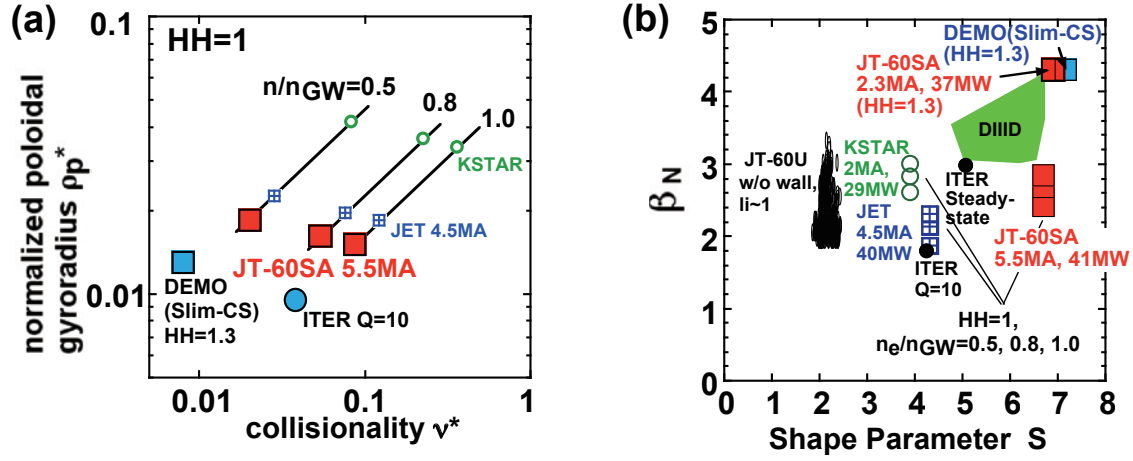 (a)
HH=1
n/nGW=0.5
0.8
1.0
KSTAR
JET 4.5MA
JT-60SA 5.5MA
DEMO
(Slim-CS)
HH=1.3
ITER Q=10
normalized poloidal
gyroradius ρp*
0.1
0.01
0.01
0.1
1
collisionality ν*
(b)
DEMO(Slim-CS)
(HH=1.3)
JT-60SA
2.3MA, 37MW
(HH=1.3)
DIIID
JT-60U
w/o wall,
li~1
KSTAR
2MA,
29MW
ITER
Steady-
state
JET
4.5MA
40MW
ITER
Q=10
JT-60SA
5.5MA, 41MW
HH=1,
ne/nGW=0.5, 0.8, 1.0
βN
5
4
3
2
1
0
0
1
2
3
4
5
6
7
8
Shape Parameter S